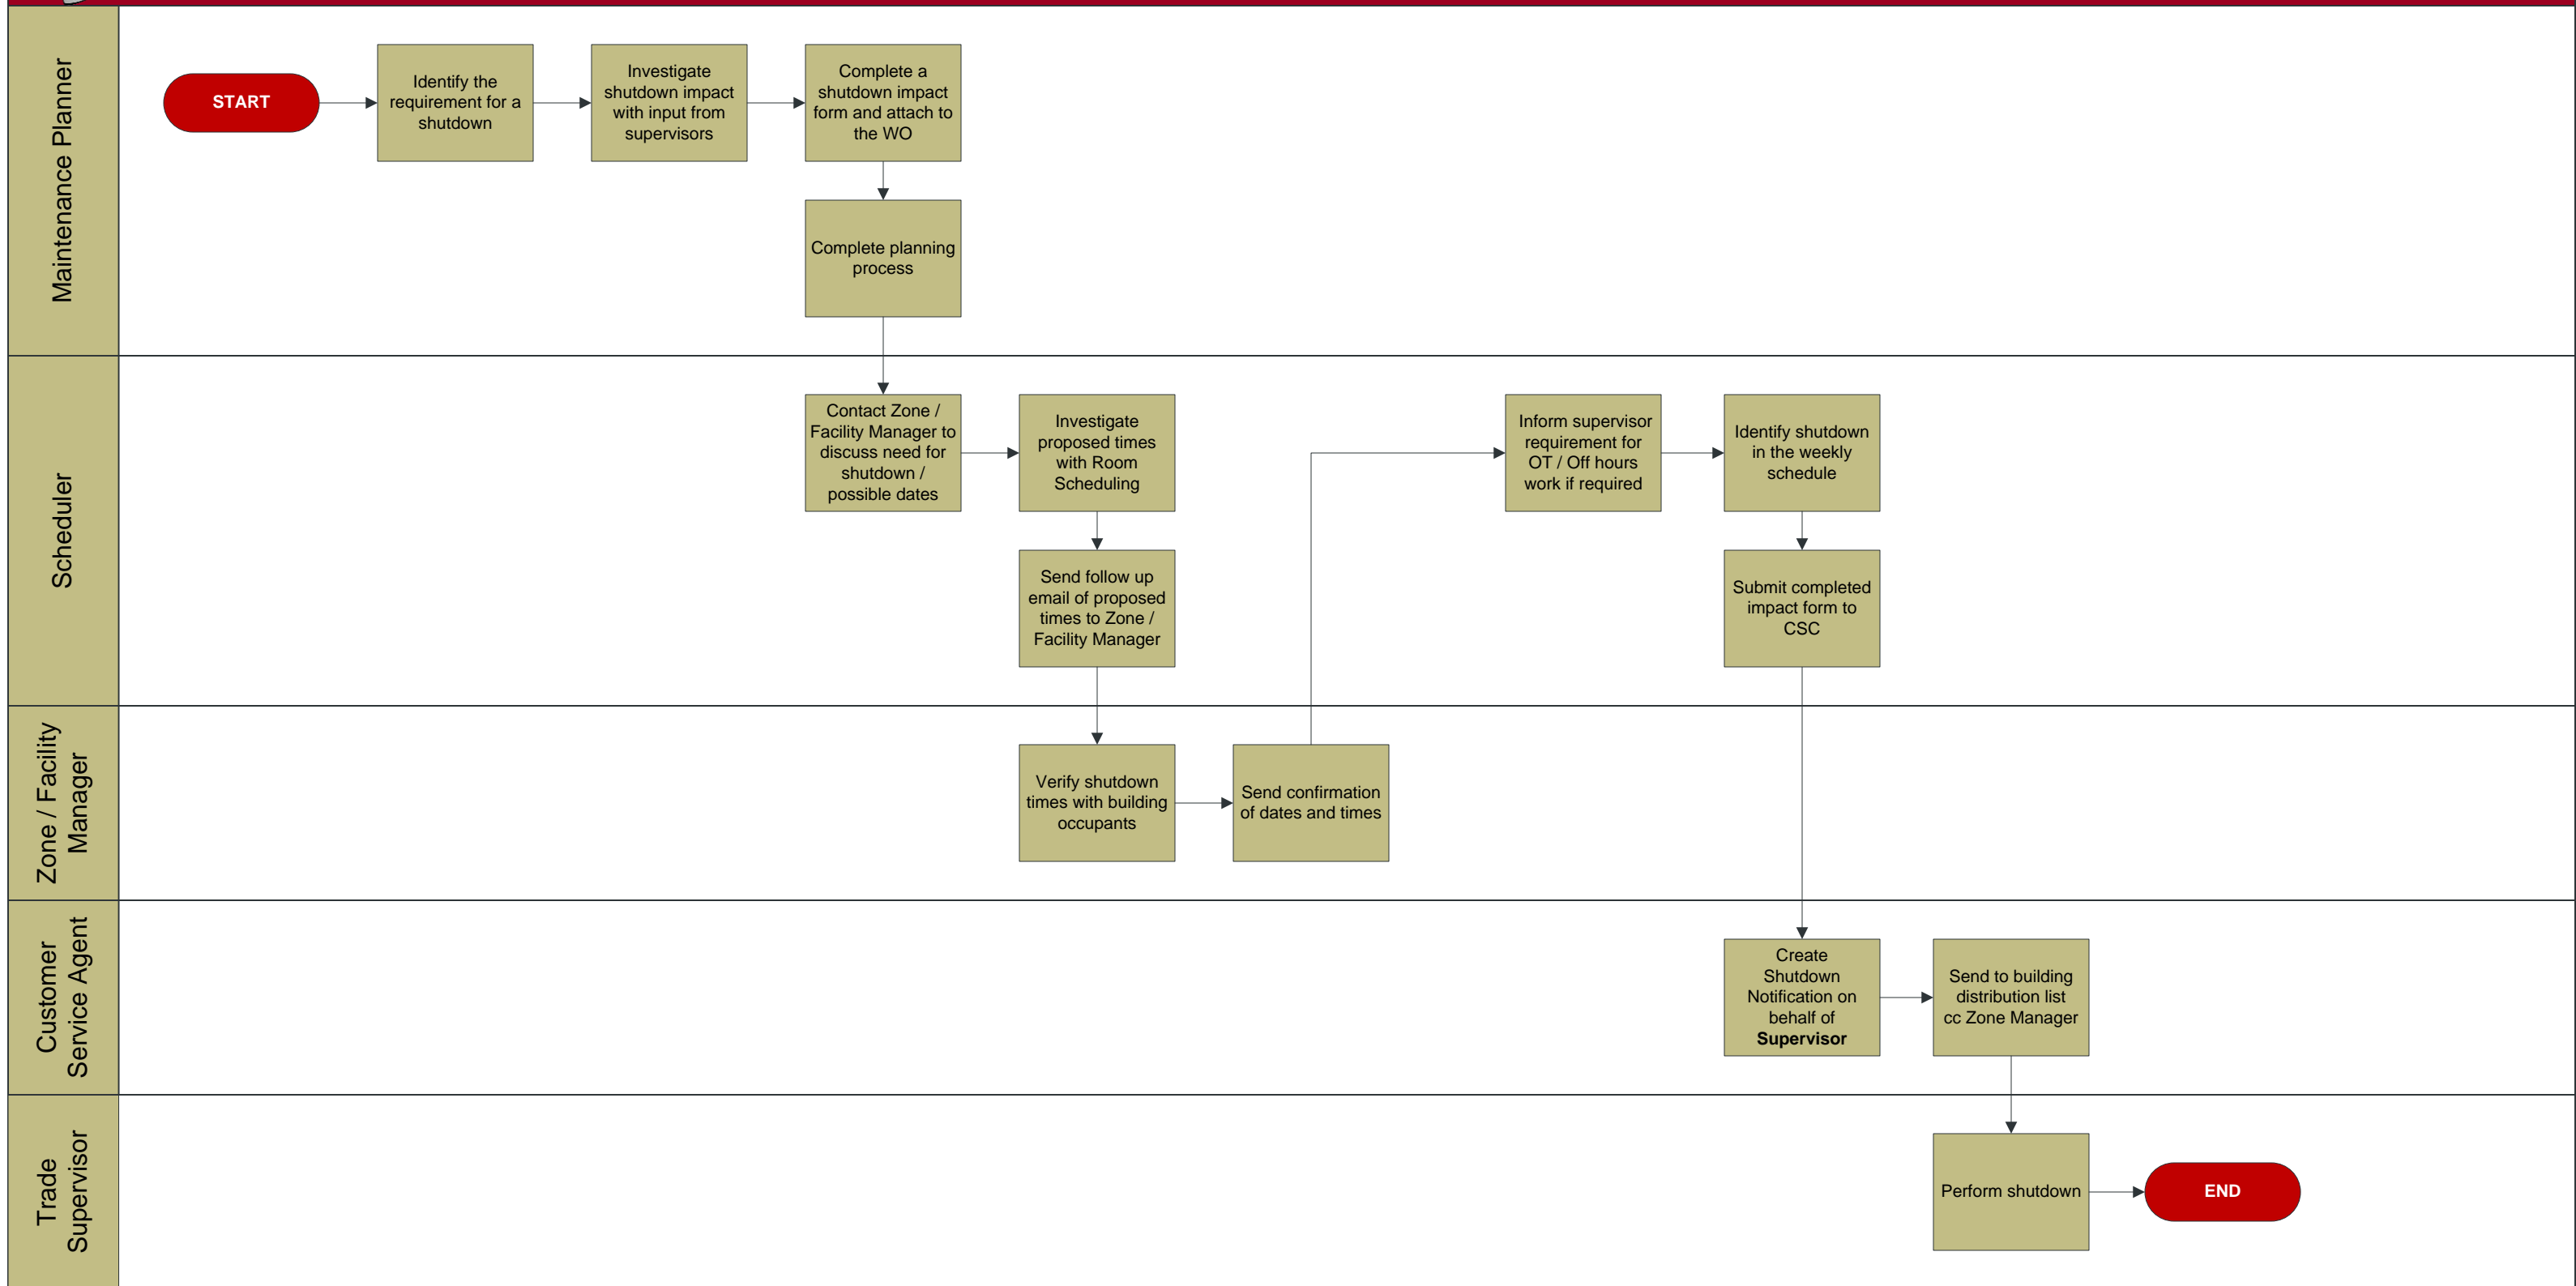 Maintenance Planner
START
Identify the
requirement for a
shutdown
Investigate
shutdown impact
with input from
supervisors
Complete a
shutdown impact
form and attach to
the WO
Complete planning
process
Scheduler
Contact Zone /
Facility Manager to
discuss need for
shutdown /
possible dates
Investigate
proposed times
with Room
Scheduling
Send follow up
email of proposed
times to Zone /
Facility Manager
Inform supervisor
requirement for
OT / Off hours
work if required
Identify shutdown
in the weekly
schedule
Submit completed
impact form to
CSC
Zone / Facility
Manager
Verify shutdown
times with building
occupants
Send confirmation
of dates and times
Customer
Service Agent
Create
Shutdown
Notification on
behalf of
Supervisor
Send to building
distribution list
cc Zone Manager
Trade
Supervisor
Perform shutdown
END